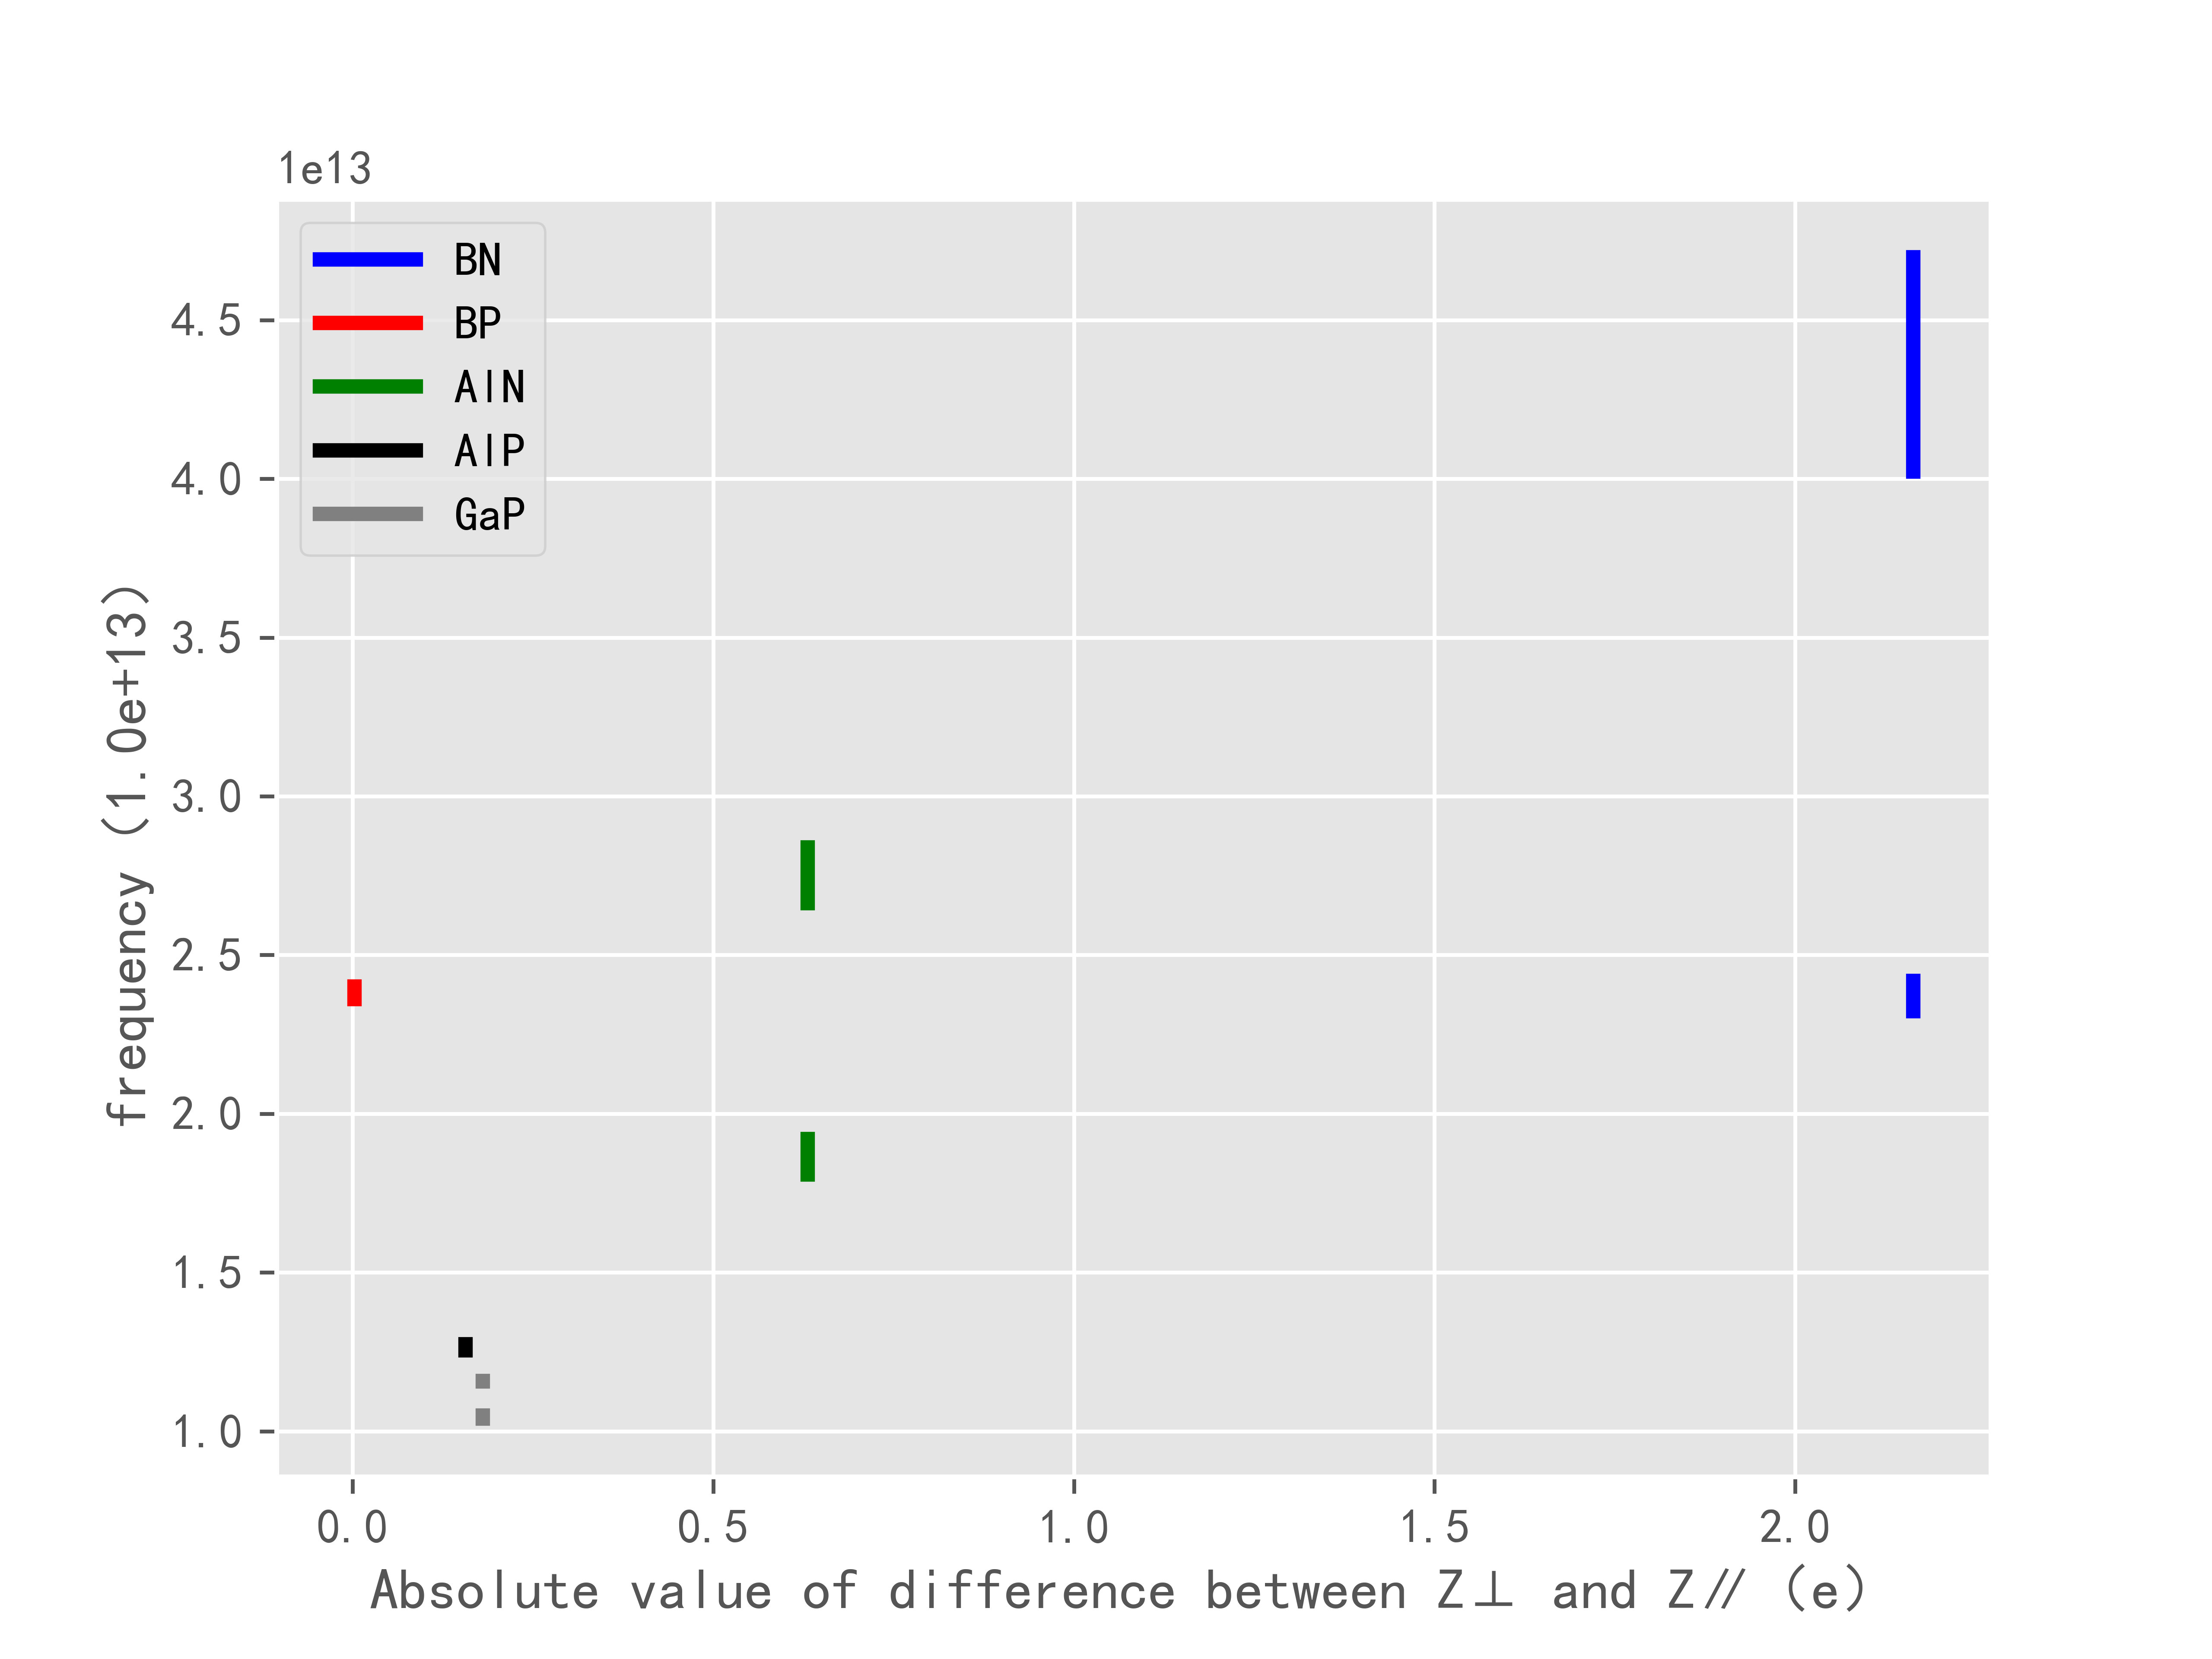 1e13
BN
BP
AlN
AlP
GaP
4.5
4.0
3.5
3.0
2.5
2.0
1.5
1.0
frequency (1.0e+13)
0.0 0.5 1.0 1.5 2.0
Absolute value of difference between Z⊥ and Z∥ (e)